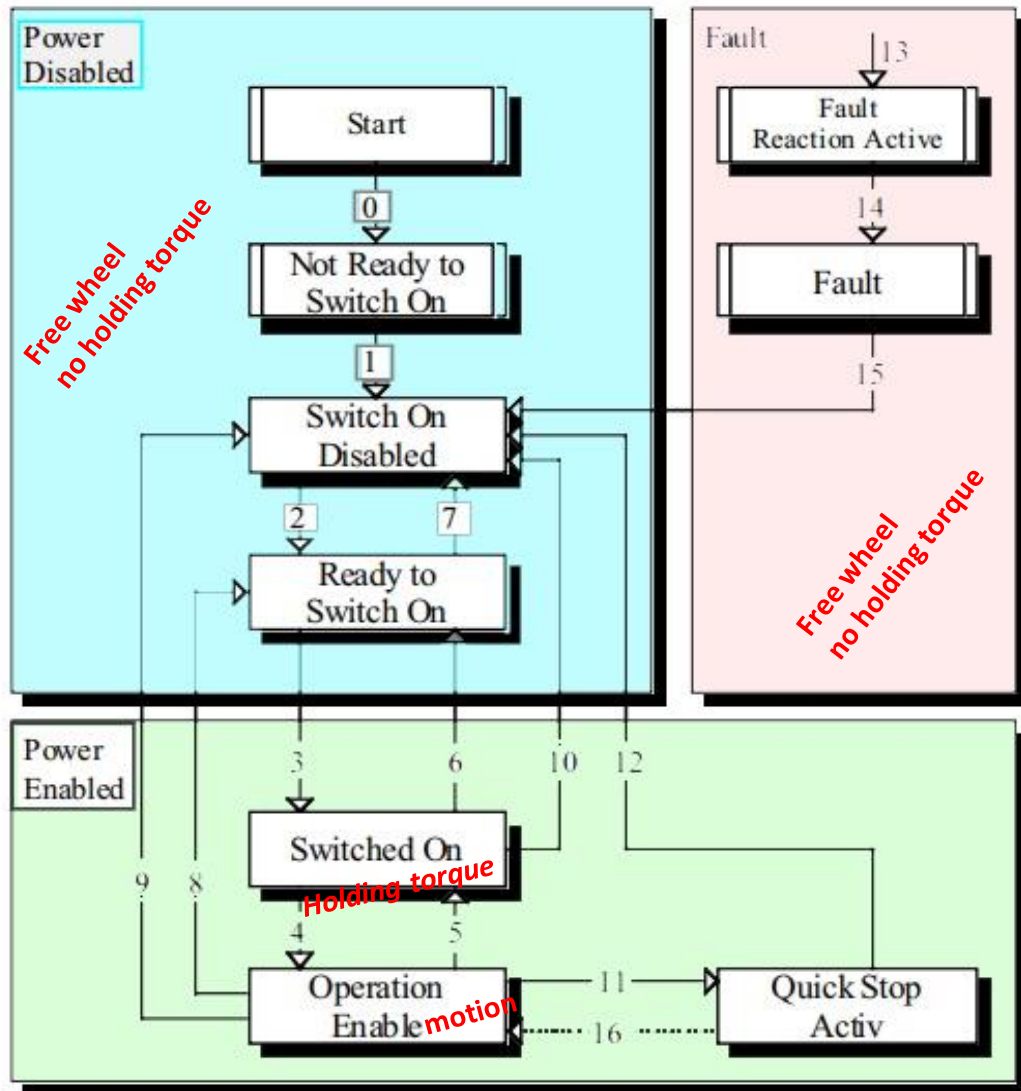 Power
Disabled
Start
0
Not Ready to
Switch On
1
Switch On
Disabled
2
7
Ready to
Switch On
Free wheel
no holding torque
Fault
13
Fault
Reaction Active
14
Fault
15
Free wheel
no holding torque
Power
Enabled
3
6
10
12
Switched On
Holding torque
9
8
4
5
Operation
Enable motion
11
16
Quick Stop
Activ